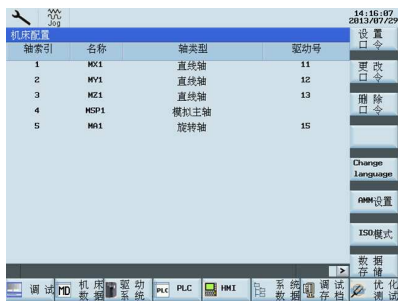 Jog
14:16:07
2013/07/29
机床配置
轴索引 名称 轴类型 驱动号
1 MX1 直线轴 11
2 MY1 直线轴 12
3 MZ1 直线轴 13
4 MSP1 模拟主轴
5 MA1 旋转轴 15
设置
口令
更改
口令
删除
口令
Change
language
AMM设置
ISO模式
数据
存储
调试
MD 机床
数据
驱动
系统
PLC PLC
HMI
系统
数据
调试
存档
优化
测试